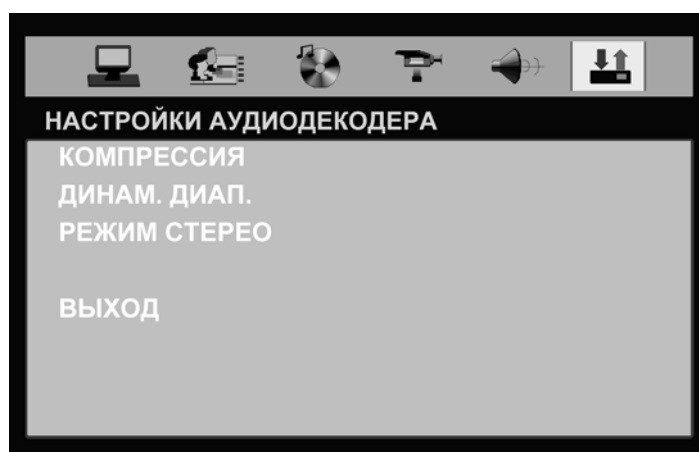 НАСТРОЙКИ АУДИОДЕКОДЕРА
КОМПРЕССИЯ
ДИНАМ. ДИАП.
РЕЖИМ СТЕРЕО
ВЫХОД